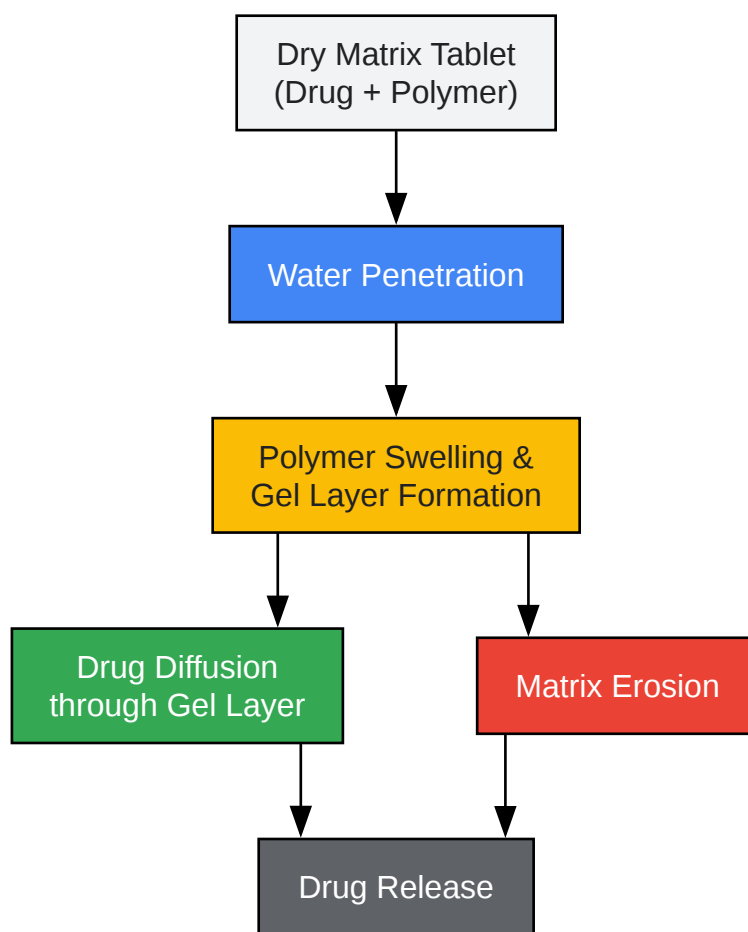 Dry Matrix Tablet
(Drug + Polymer)
Water Penetration
Polymer Swelling &
Gel Layer Formation
Drug Diffusion
through Gel Layer
Matrix Erosion
Drug Release